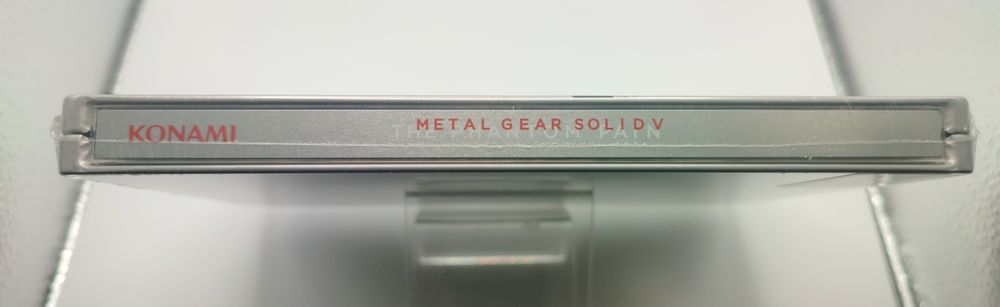 KONAMI
METAL GEAR SOLID V
THE PHANTOM PAIN